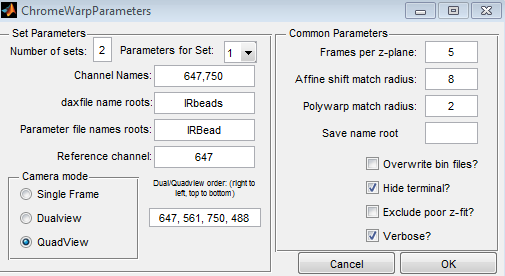 ChromeWarpParameters
Set Parameters
Number of sets: 2 Parameters for Set: 1
Channel Names: 647,750
daxfile name roots: IRbeads
Parameter file names roots: IRBead
Reference channel: 647
Camera mode
Single Frame
Dualview
QuadView
Dual/Quadview order: (right to
left, top to bottom)
647, 561, 750, 488
Common Parameters
Frames per z-plane: 5
Affine shift match radius: 8
Polywarp match radius: 2
Save name root
Overwrite bin files?
Hide terminal?
Exclude poor z-fit?
Verbose?
Cancel OK